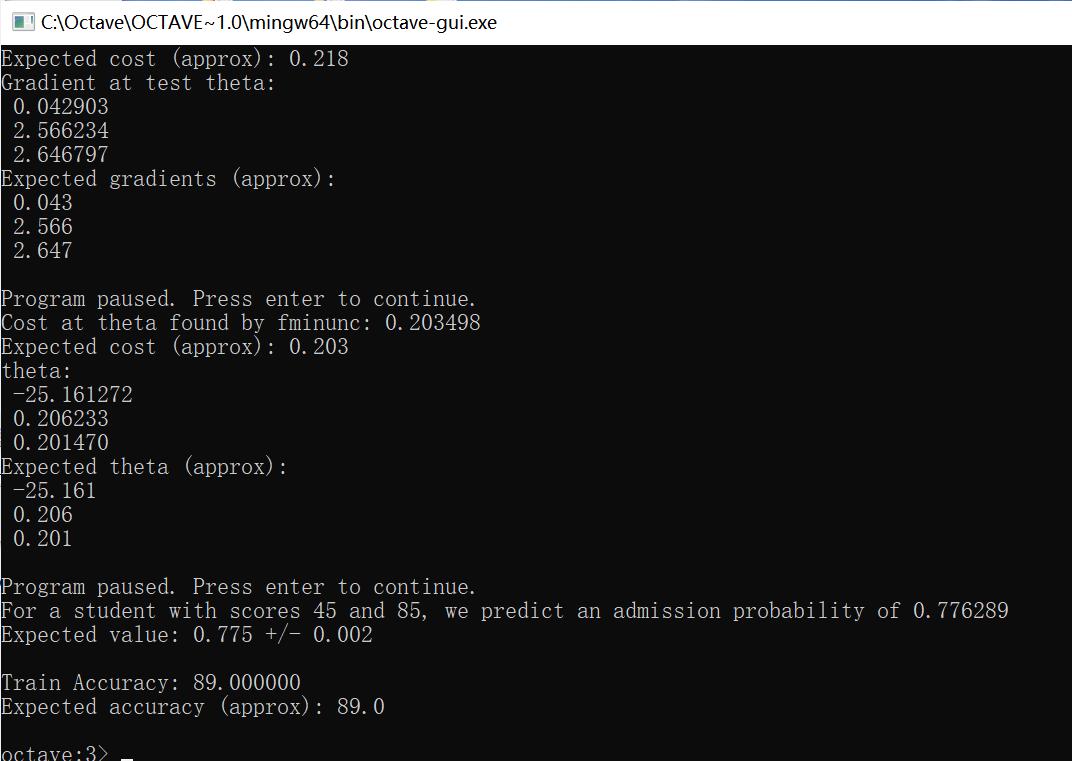 C:\Octave\OCTAVE~1.0\mingw64\bin\octave-gui.exe
Expected cost (approx): 0.218
Gradient at test theta:
0.042903
2.566234
2.646797
Expected gradients (approx):
0.043
2.566
2.647
Program paused. Press enter to continue.
Cost at theta found by fminunc: 0.203498
Expected cost (approx): 0.203
theta:
-25.161272
0.206233
0.201470
Expected theta (approx):
-25.161
0.206
0.201
Program paused. Press enter to continue.
For a student with scores 45 and 85, we predict an admission probability of 0.776289
Expected value: 0.775 +/- 0.002
Train Accuracy: 89.000000
Expected accuracy (approx): 89.0
octave:3> _